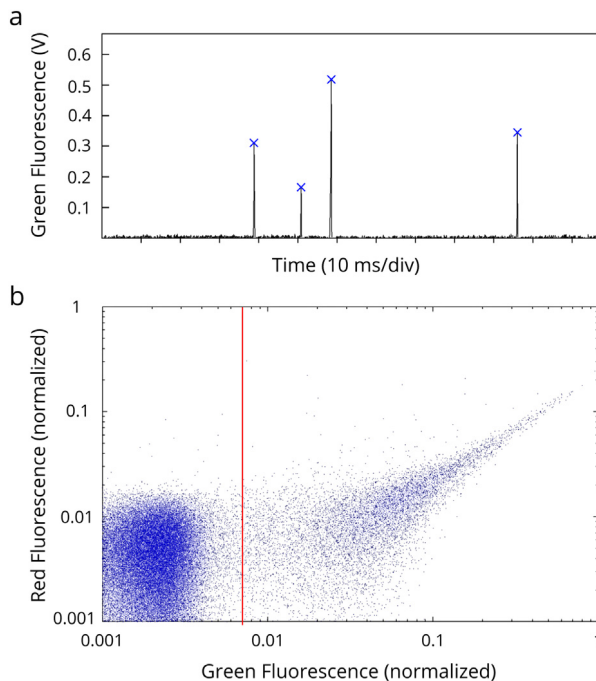 a
Green Fluorescence (V)
0.6
0.5
0.4
0.3
0.2
0.1
Time (10 ms/div)
b
Red Fluorescence (normalized)
1
0.1
0.01
0.001
0.001 0.01 0.1 1
Green Fluorescence (normalized)